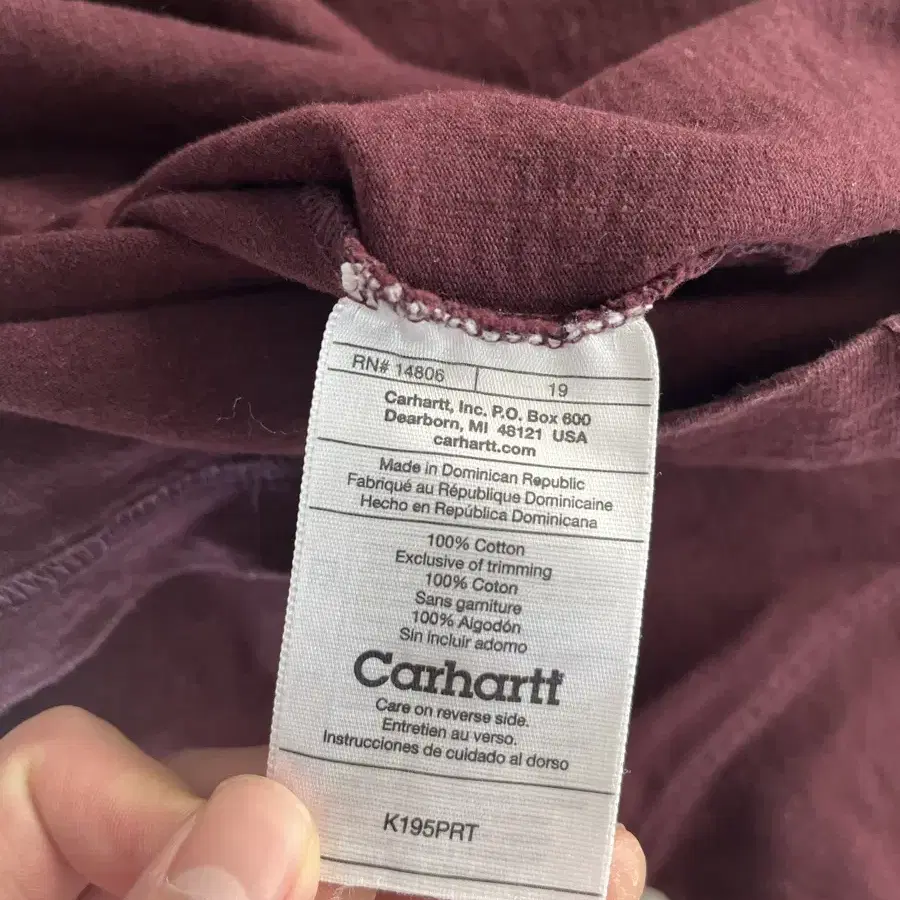 RN# 14806 19
Carhartt, Inc. P.O. Box 600
Dearborn, MI 48121 USA
carhartt.com
Made in Dominican Republic
Fabriqué au République Dominicaine
Hecho en República Dominicana
100% Cotton
Exclusive of trimming
100% Coton
Sans garniture
100% Algodón
Sin incluir adorno
Carhartt
Care on reverse side.
Entretien au verso.
Instrucciones de cuidado al dorso
K195PRT